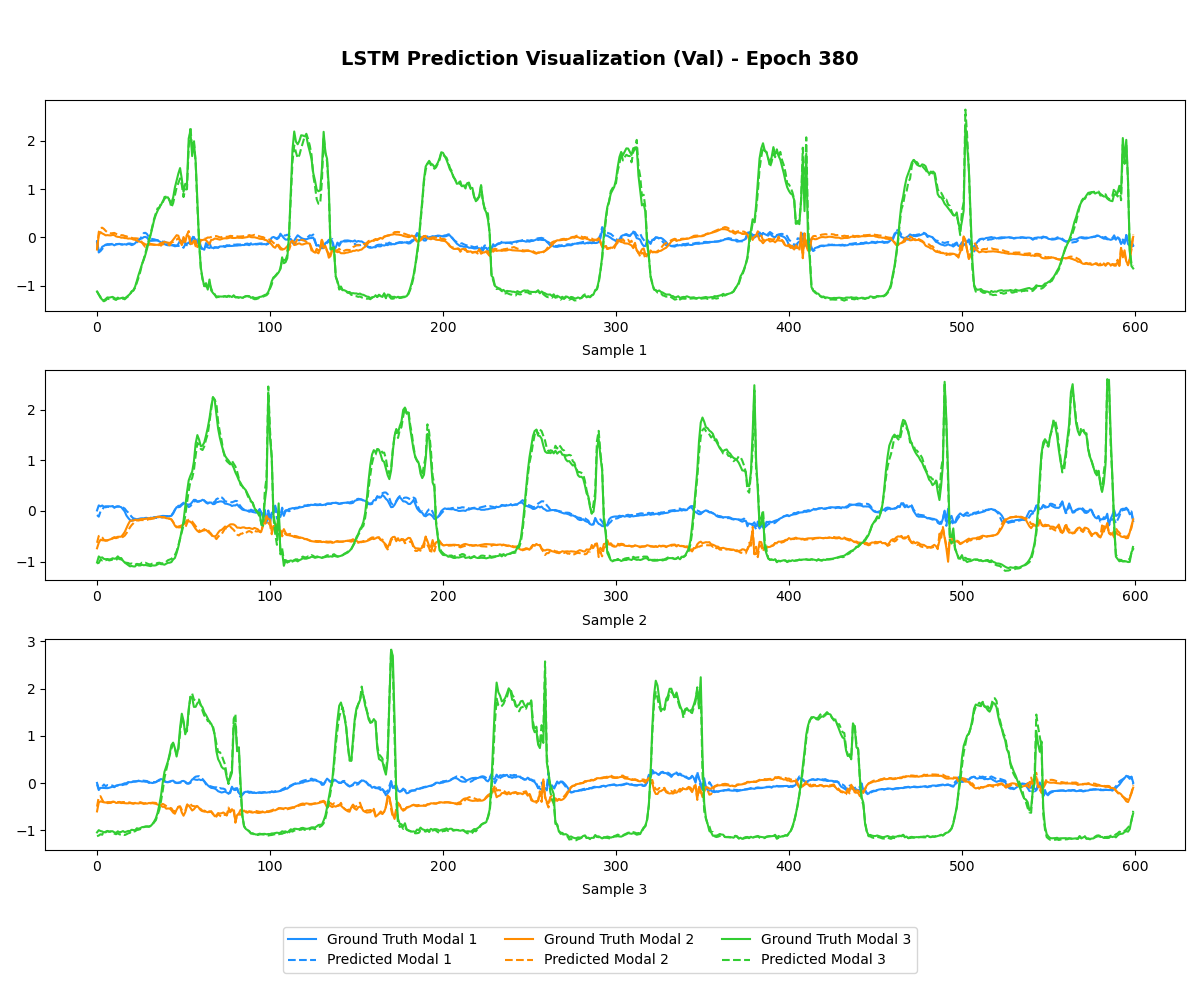 LSTM Prediction Visualization (Val) - Epoch 380
2
1
0
−1
0 100 200 300 400 500 600
Sample 1
2
1
0
−1
0 100 200 300 400 500 600
Sample 2
3
2
1
0
−1
0 100 200 300 400 500 600
Sample 3
Ground Truth Modal 1 Ground Truth Modal 2 Ground Truth Modal 3
Predicted Modal 1 Predicted Modal 2 Predicted Modal 3